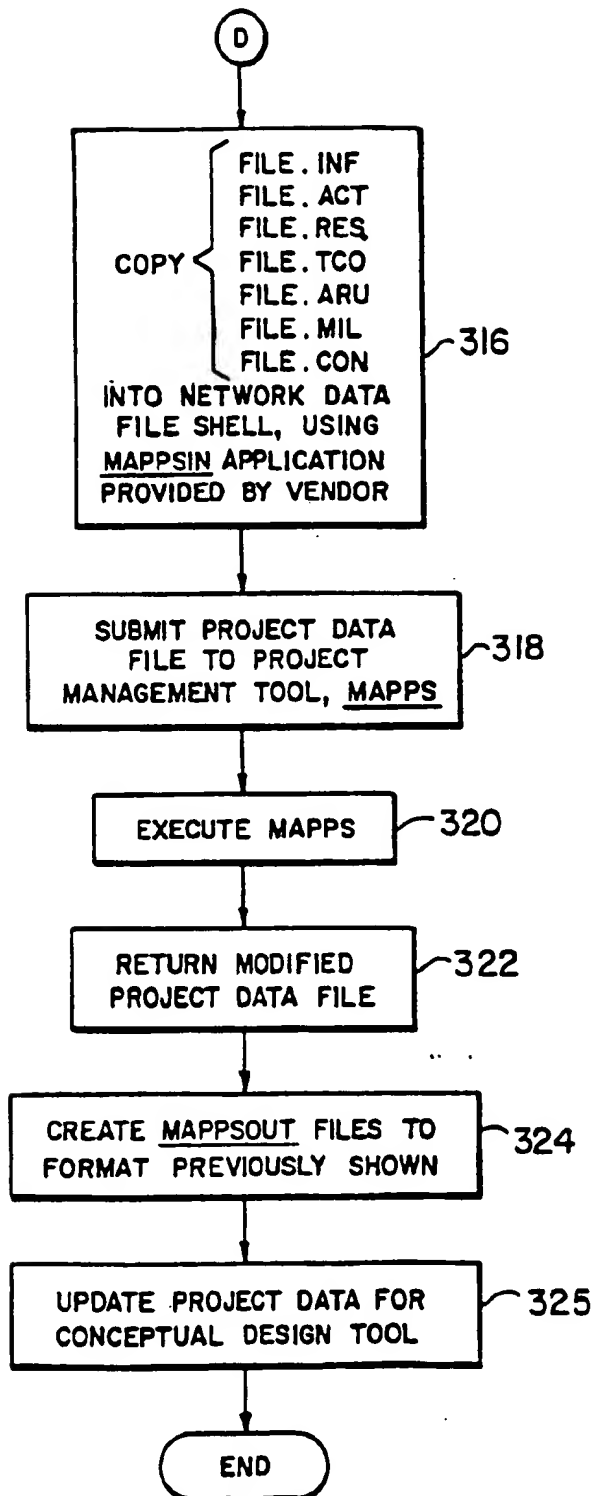 D
FILE.INF
FILE.ACT
FILE.RES
COPY FILE.TCO
FILE.ARU
FILE.MIL
FILE.CON
INTO NETWORK DATA
FILE SHELL, USING
MAPPSIN APPLICATION
PROVIDED BY VENDOR
316
SUBMIT PROJECT DATA
FILE TO PROJECT
MANAGEMENT TOOL, MAPPS
318
EXECUTE MAPPS
320
RETURN MODIFIED
PROJECT DATA FILE
322
CREATE MAPPSOUT FILES TO
FORMAT PREVIOUSLY SHOWN
324
UPDATE PROJECT DATA FOR
CONCEPTUAL DESIGN TOOL
325
END